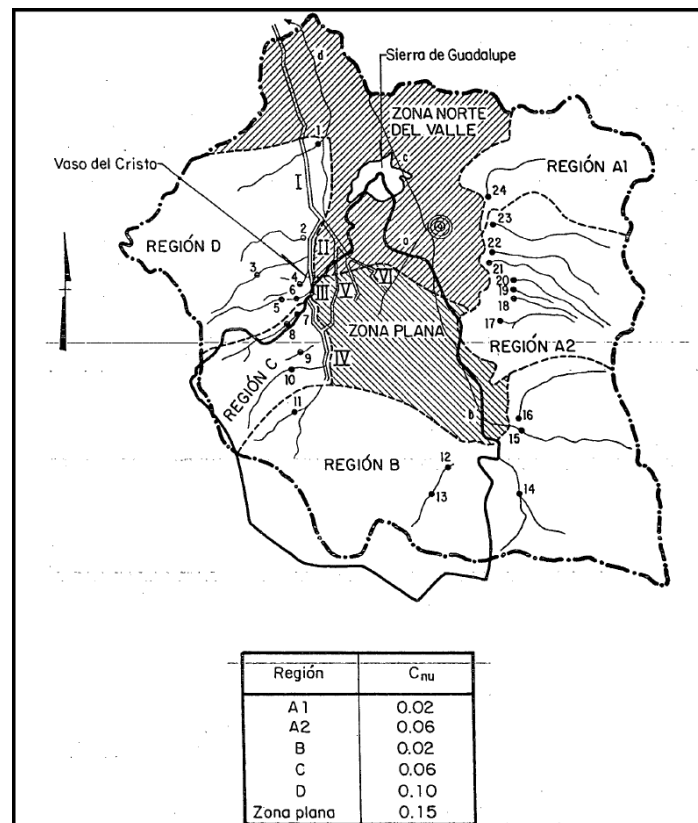 d
Sierra de Guadalupe
ZONA NORTE
DEL VALLE
1
c
Vaso del Cristo
I
REGIÓN A1
24
23
2
II
a
REGIÓN D
22
3
21
4
VI
20
III
V
19
6
5
18
7
ZONA PLANA
17
8
REGIÓN A2
9
IV
REGIÓN C
10
11
16
b
15
REGIÓN B
12
13
14
Región Cnu
A1 0.02
A2 0.06
B 0.02
C 0.06
D 0.10
Zona plana 0.15